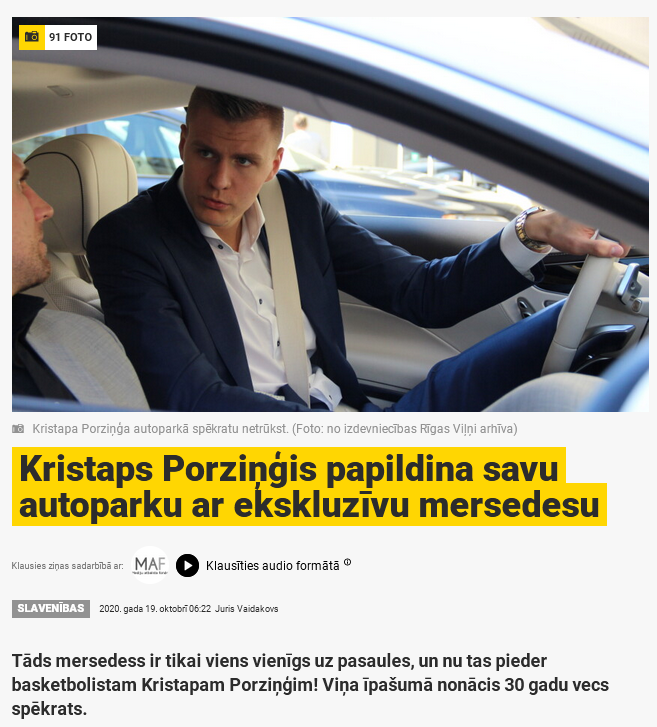 91 FOTO
Kristapa Porziņģa autoparkā spēkratu netrūkst. (Foto: no izdevniecības Rīgas Viļņi arhīva)
Kristaps Porziņģis papildina savu
autoparku ar ekskluzīvu mersedesu
Klausies ziņas sadarbībā ar:
MAF
Klausīties audio formātā
SLAVENĪBAS
2020. gada 19. oktobrī 06:22 Juris Vaidakovs
Tāds mersedess ir tikai viens vienīgs uz pasaules, un nu tas pieder
basketbolistam Kristapam Porziņģim! Viņa īpašumā nonācis 30 gadu vecs
spēkrats.